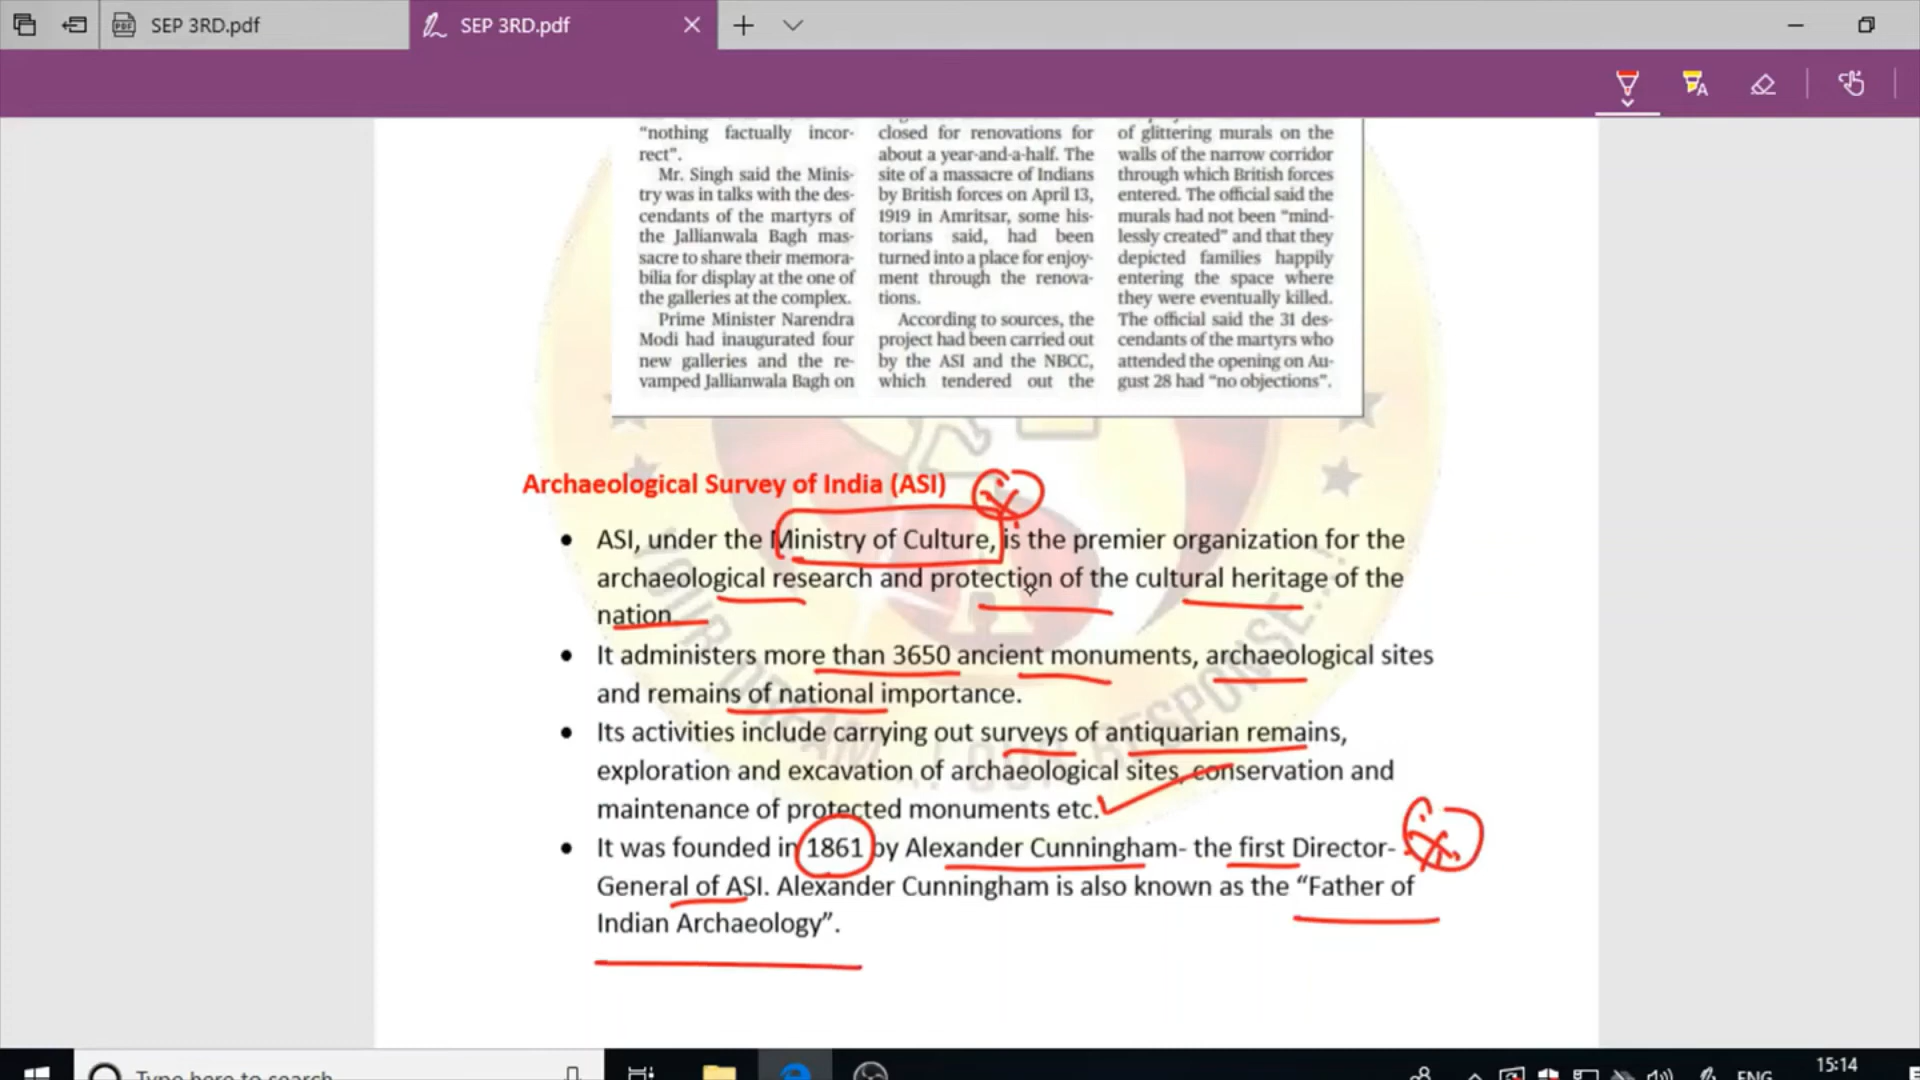 SEP 3RD.pdf
SEP 3RD.pdf
"nothing factually incor-
rect".
Mr. Singh said the Minis-
try was in talks with the des-
cendants of the martyrs of
the Jallianwala Bagh mas-
sacre to share their memora-
bilia for display at the one of
the galleries at the complex.
Prime Minister Narendra
Modi had inaugurated four
new galleries and the re-
vamped Jallianwala Bagh on
closed for renovations for
about a year-and-a-half. The
site of a massacre of Indians
by British forces on April 13,
1919 in Amritsar, some his-
torians said, had been
turned into a place for enjoy-
ment through the renova-
tions.
According to sources, the
project had been carried out
by the ASI and the NBCC,
which tendered out the
of glittering murals on the
walls of the narrow corridor
through which British forces
entered. The official said the
murals had not been "mind-
lessly created" and that they
depicted families happily
entering the space where
they were eventually killed.
The official said the 31 des-
cendants of the martyrs who
attended the opening on Au-
gust 28 had "no objections".
Archaeological Survey of India (ASI)
• ASI, under the Ministry of Culture, is the premier organization for the
archaeological research and protection of the cultural heritage of the
nation
• It administers more than 3650 ancient monuments, archaeological sites
and remains of national importance.
• Its activities include carrying out surveys of antiquarian remains,
exploration and excavation of archaeological sites, conservation and
maintenance of protected monuments etc.
• It was founded in 1861 by Alexander Cunningham- the first Director-
General of ASI. Alexander Cunningham is also known as the “Father of
Indian Archaeology”.
Type here to search
ENG
15:14